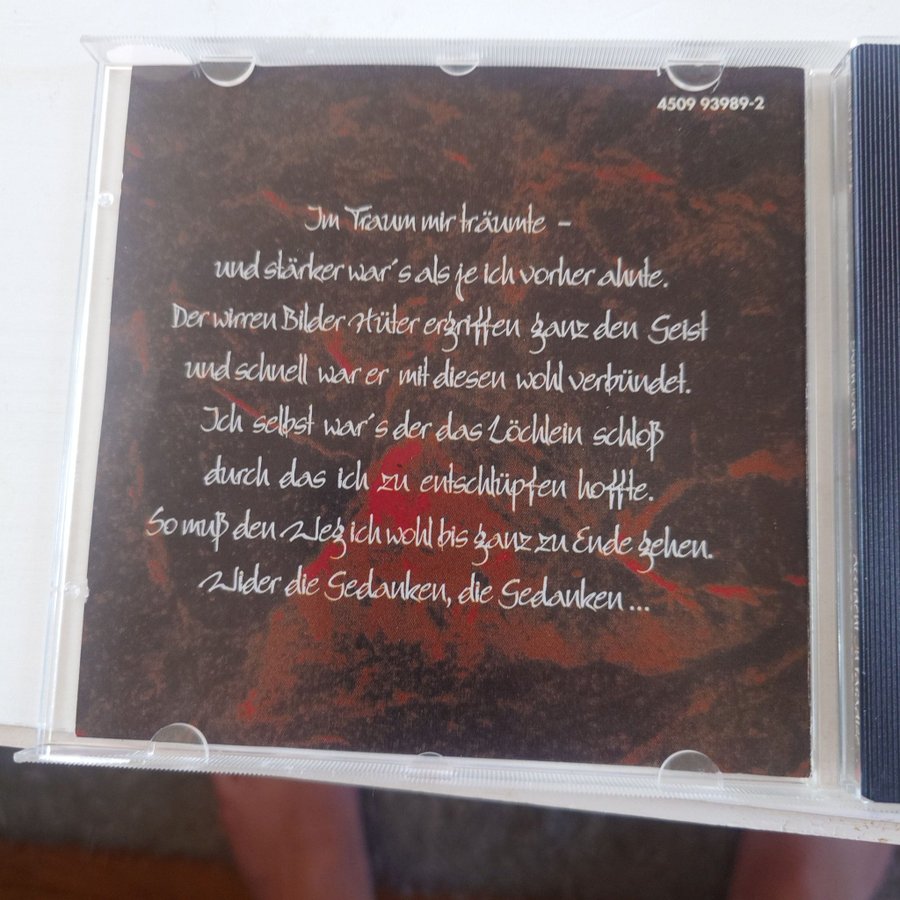 4509 93989-2
Im Traum mir träumte –
und stärker war's als je ich vorher ahnte.
Der wirren Bilder Hüter ergriffen ganz den Geist
und schnell war er mit diesen wohl verbündet.
Ich selbst war's der das Löchlein schloß
durch das ich zu entschlüpfen hoffte.
So muß den Weg ich wohl bis ganz zu Ende gehen.
Wider die Gedanken, die Gedanken ...